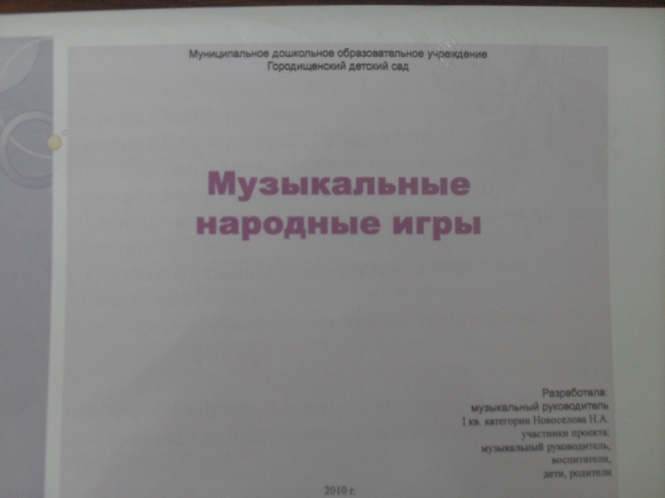 Муниципальное дошкольное образовательное учреждение
Городищенский детский сад
Музыкальные
народные игры
Разработала:
музыкальный руководитель
I кв. категории Новоселова Н.А.
участники проекта:
музыкальный руководитель,
воспитатели,
дети, родители
2010 г.